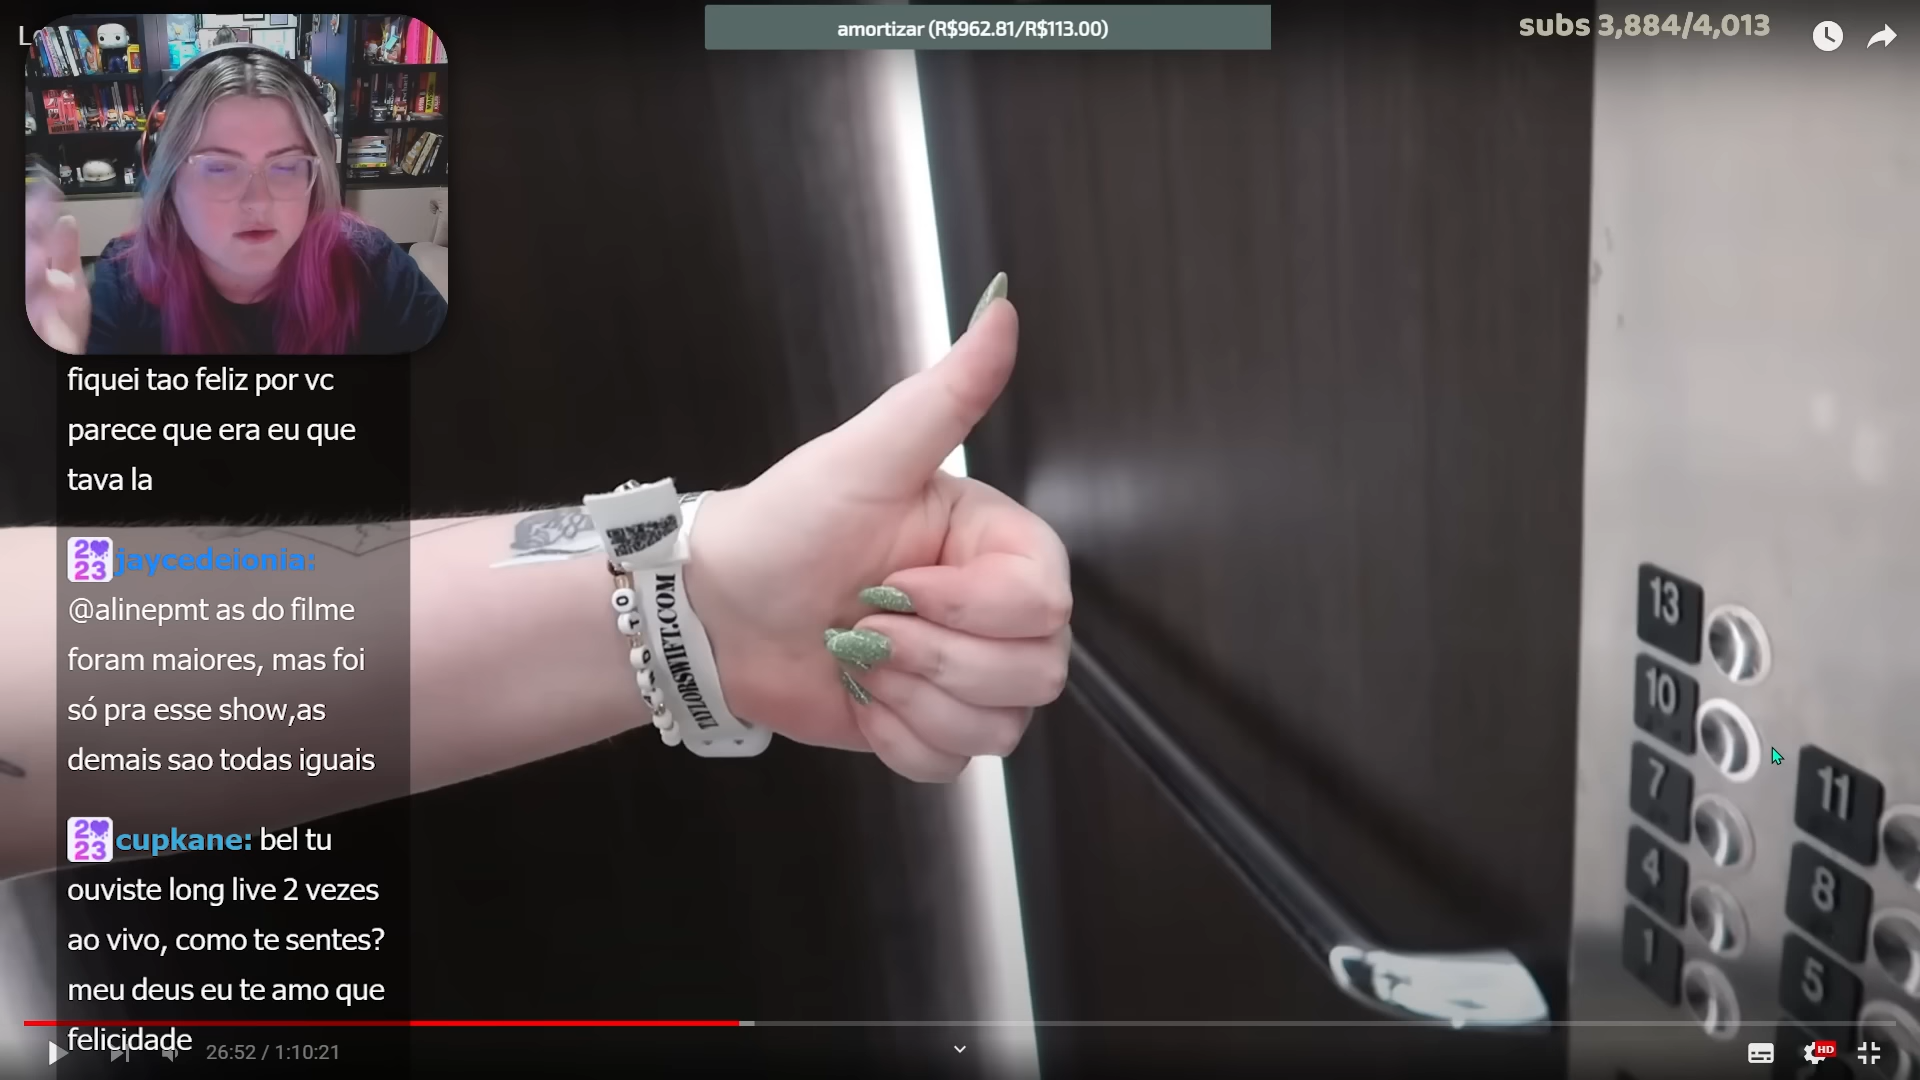 L
amortizar (R$962.81/R$113.00)
subs 3,884/4,013
fiquei tao feliz por vc
parece que era eu que
tava la
2023 jaycedeionia:
@alinepmt as do filme
foram maiores, mas foi
só pra esse show,as
demais sao todas iguais
2023 cupkane: bel tu
ouviste long live 2 vezes
ao vivo, como te sentes?
meu deus eu te amo que
felicidade
TAYLORSWIFT.COM
13
10
7
4
1
11
8
5
26:52 / 1:10:21
HD